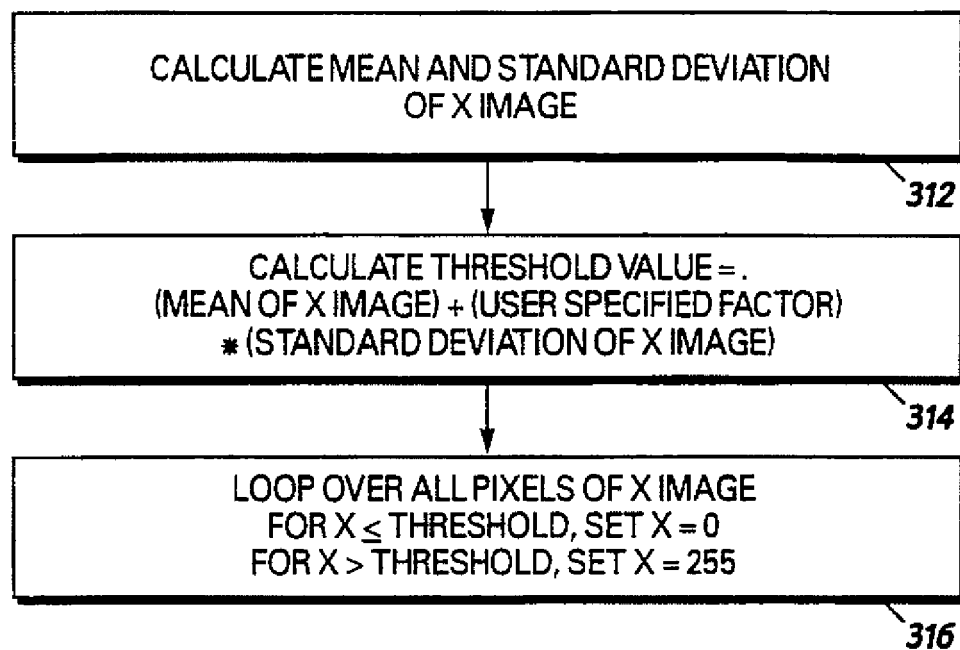 CALCULATE MEAN AND STANDARD DEVIATION
OF X IMAGE
312
CALCULATE THRESHOLD VALUE = .
(MEAN OF X IMAGE) + (USER SPECIFIED FACTOR)
* (STANDARD DEVIATION OF X IMAGE)
314
LOOP OVER ALL PIXELS OF X IMAGE
FOR X ≤ THRESHOLD, SET X = 0
FOR X > THRESHOLD, SET X = 255
316